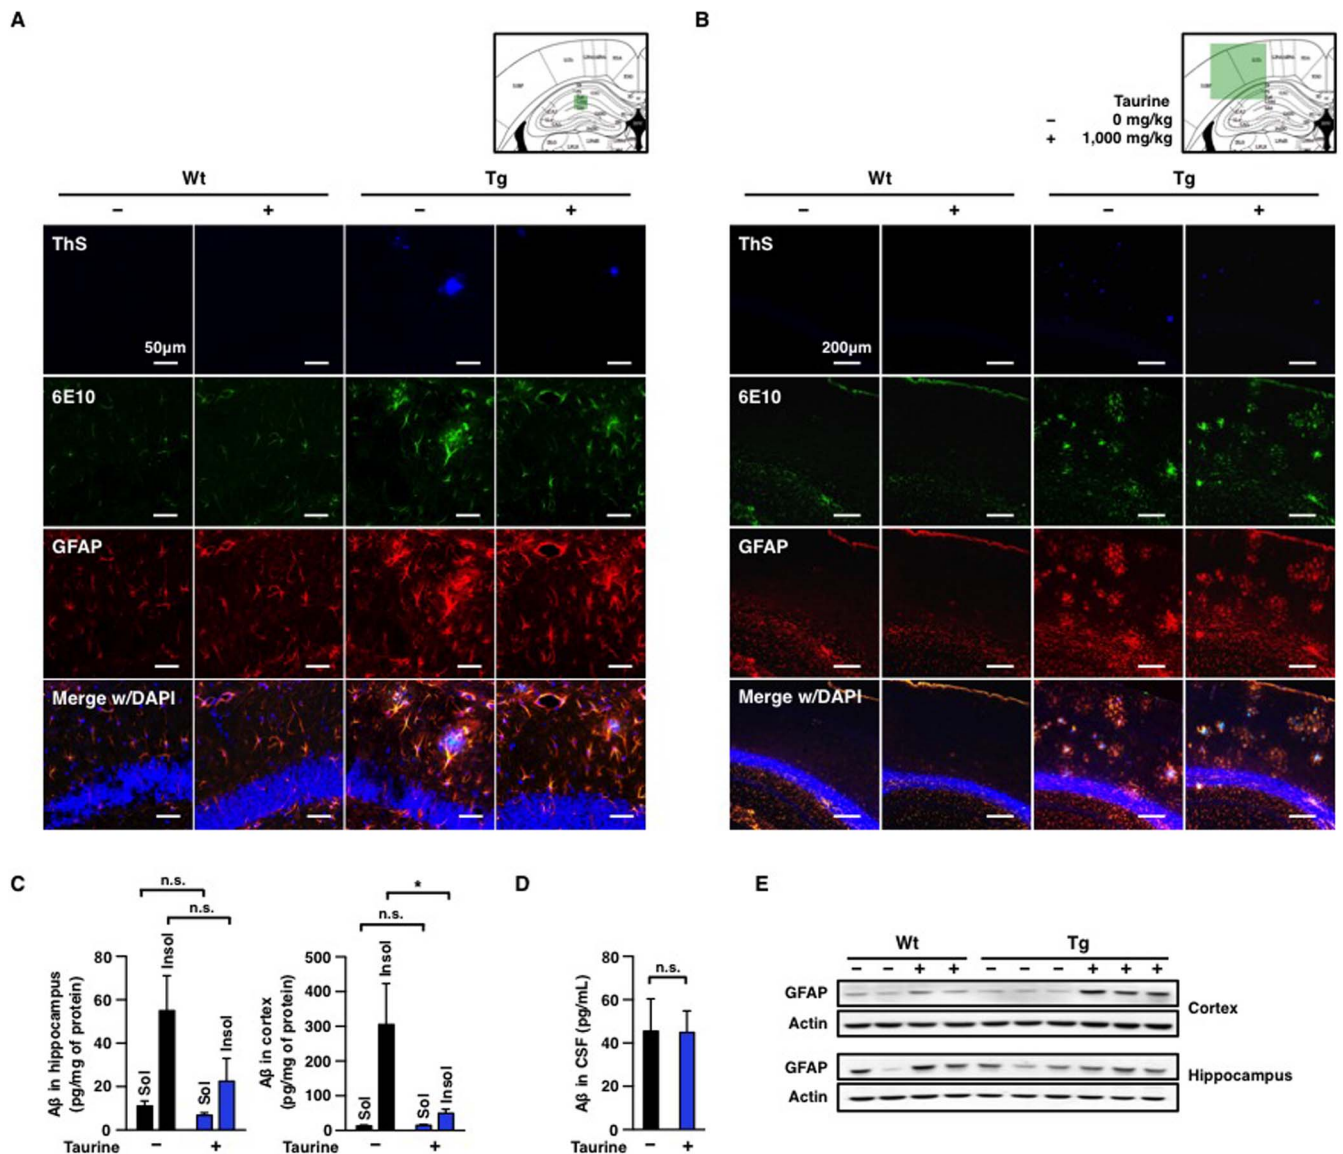 A
B
Taurine
– 0 mg/kg
+ 1,000 mg/kg
Wt Tg
– + – +
ThS
50μm
6E10
GFAP
Merge w/DAPI
Wt Tg
– + – +
ThS
200μm
6E10
GFAP
Merge w/DAPI
C
n.s.
n.s.
Aβ in hippocampus
(pg/mg of protein)
80
60
40
20
0
Sol
Insol
Sol
Insol
Taurine – +
*
n.s.
Aβ in cortex
(pg/mg of protein)
500
400
300
200
100
0
Sol
Insol
Sol
Insol
Taurine – +
D
n.s.
Aβ in CSF (pg/mL)
80
60
40
20
0
Taurine – +
E
Wt Tg
– – + + – – – + + +
GFAP
Actin
Cortex
GFAP
Actin
Hippocampus